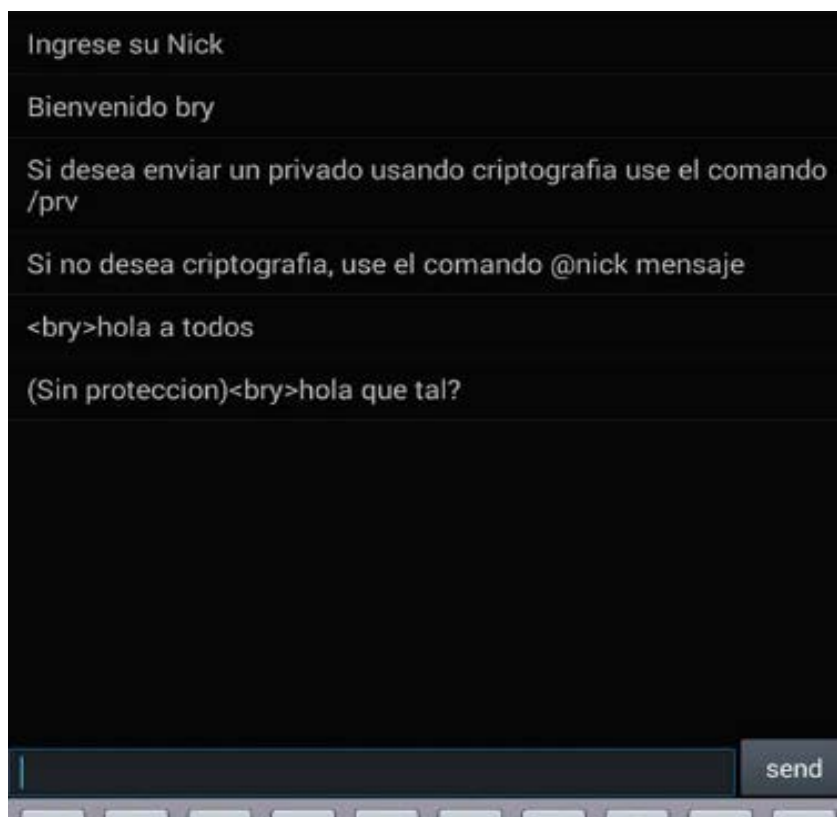 Ingrese su Nick
Bienvenido bry
Si desea enviar un privado usando criptografia use el comando
/prv
Si no desea criptografia, use el comando @nick mensaje
<bry>hola a todos
(Sin proteccion)<bry>hola que tal?
send